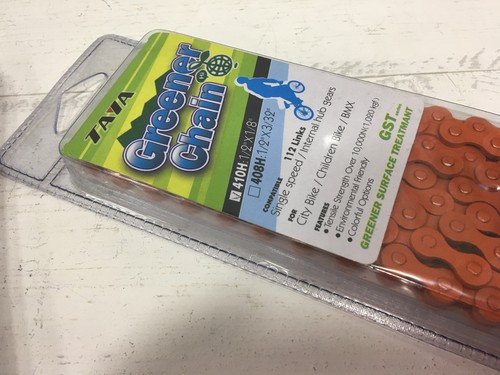 TAYA
Greener
Chain
410H:1/2"X1/8"
408H:1/2"X3/32"
112 Links
COMPATIBLE
Single speed / Internal hub gears
FOR
City Bike / Children Bike / BMX
FEATURES
• Tensile Strength Over 10,000N(1,020 kgf)
• Environmental Friendly
• Colorful Options
GST
GREENER SURFACE TREATMANT